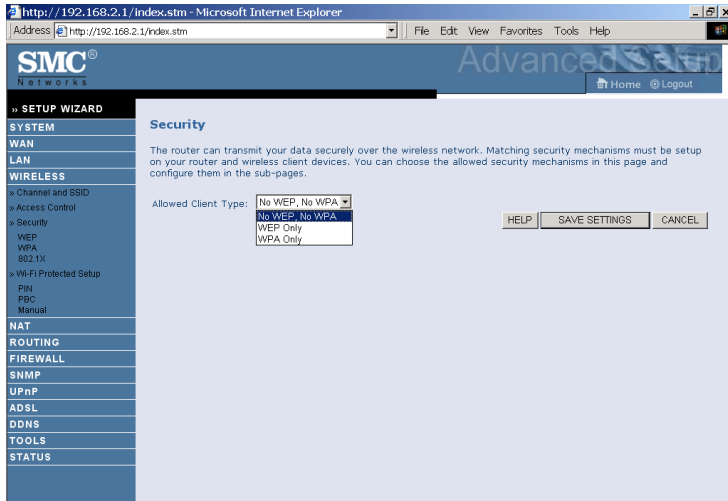 http://192.168.2.1/index.stm - Microsoft Internet Explorer
Address http://192.168.2.1/index.stm File Edit View Favorites Tools Help
SMC®
Networks
Advanced Setup
Home Logout
» SETUP WIZARD
SYSTEM
WAN
LAN
WIRELESS
» Channel and SSID
» Access Control
» Security
WEP
WPA
802.1X
» Wi-Fi Protected Setup
PIN
PBC
Manual
NAT
ROUTING
FIREWALL
SNMP
UPnP
ADSL
DDNS
TOOLS
STATUS
Security
The router can transmit your data securely over the wireless network. Matching security mechanisms must be setup
on your router and wireless client devices. You can choose the allowed security mechanisms in this page and
configure them in the sub-pages.
Allowed Client Type: No WEP, No WPA
No WEP, No WPA
WEP Only
WPA Only
HELP SAVE SETTINGS CANCEL